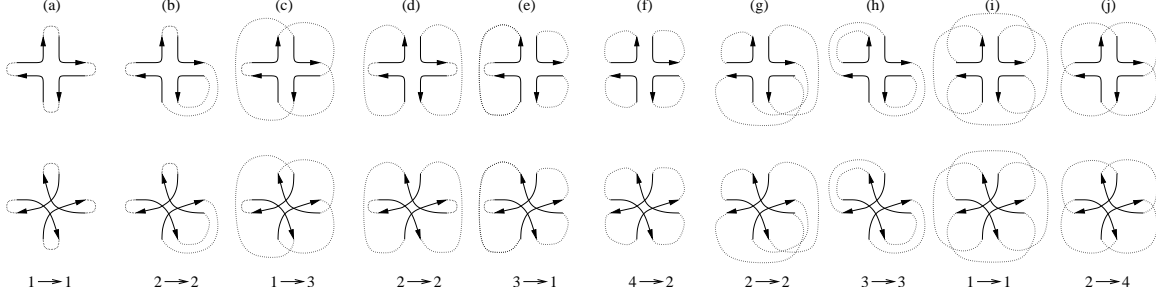 (a) (b) (c) (d) (e) (f) (g) (h) (i) (j)
1→1 2→2 1→3 2→2 3→1 4→2 2→2 3→3 1→1 2→4